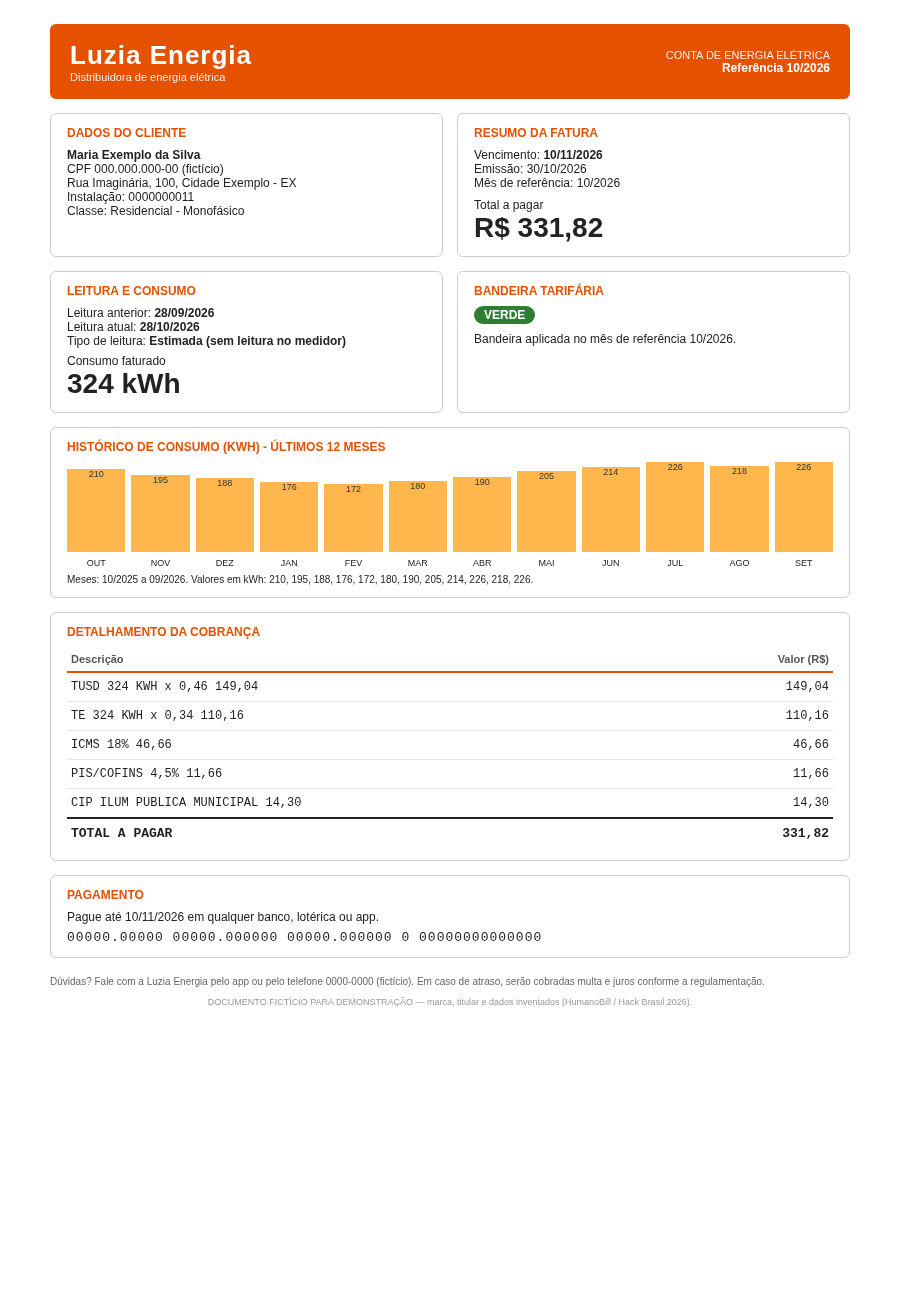 Luzia Energia
Distribuidora de energia elétrica
CONTA DE ENERGIA ELÉTRICA
Referência 10/2026
DADOS DO CLIENTE
Maria Exemplo da Silva
CPF 000.000.000-00 (fictício)
Rua Imaginária, 100, Cidade Exemplo - EX
Instalação: 0000000011
Classe: Residencial - Monofásico
RESUMO DA FATURA
Vencimento: 10/11/2026
Emissão: 30/10/2026
Mês de referência: 10/2026
Total a pagar
R$ 331,82
LEITURA E CONSUMO
Leitura anterior: 28/09/2026
Leitura atual: 28/10/2026
Tipo de leitura: Estimada (sem leitura no medidor)
Consumo faturado
324 kWh
BANDEIRA TARIFÁRIA
VERDE
Bandeira aplicada no mês de referência 10/2026.
HISTÓRICO DE CONSUMO (KWH) - ÚLTIMOS 12 MESES
210 195 188 176 172 180 190 205 214 226 218 226
OUT NOV DEZ JAN FEV MAR ABR MAI JUN JUL AGO SET
Meses: 10/2025 a 09/2026. Valores em kWh: 210, 195, 188, 176, 172, 180, 190, 205, 214, 226, 218, 226.
DETALHAMENTO DA COBRANÇA
Descrição Valor (R$)
TUSD 324 KWH x 0,46 149,04 149,04
TE 324 KWH x 0,34 110,16 110,16
ICMS 18% 46,66 46,66
PIS/COFINS 4,5% 11,66 11,66
CIP ILUM PUBLICA MUNICIPAL 14,30 14,30
TOTAL A PAGAR 331,82
PAGAMENTO
Pague até 10/11/2026 em qualquer banco, lotérica ou app.
00000.00000 00000.000000 00000.000000 0 00000000000000
Dúvidas? Fale com a Luzia Energia pelo app ou pelo telefone 0000-0000 (fictício). Em caso de atraso, serão cobradas multa e juros conforme a regulamentação.
DOCUMENTO FICTÍCIO PARA DEMONSTRAÇÃO — marca, titular e dados inventados (HumanoBill / Hack Brasil 2026).